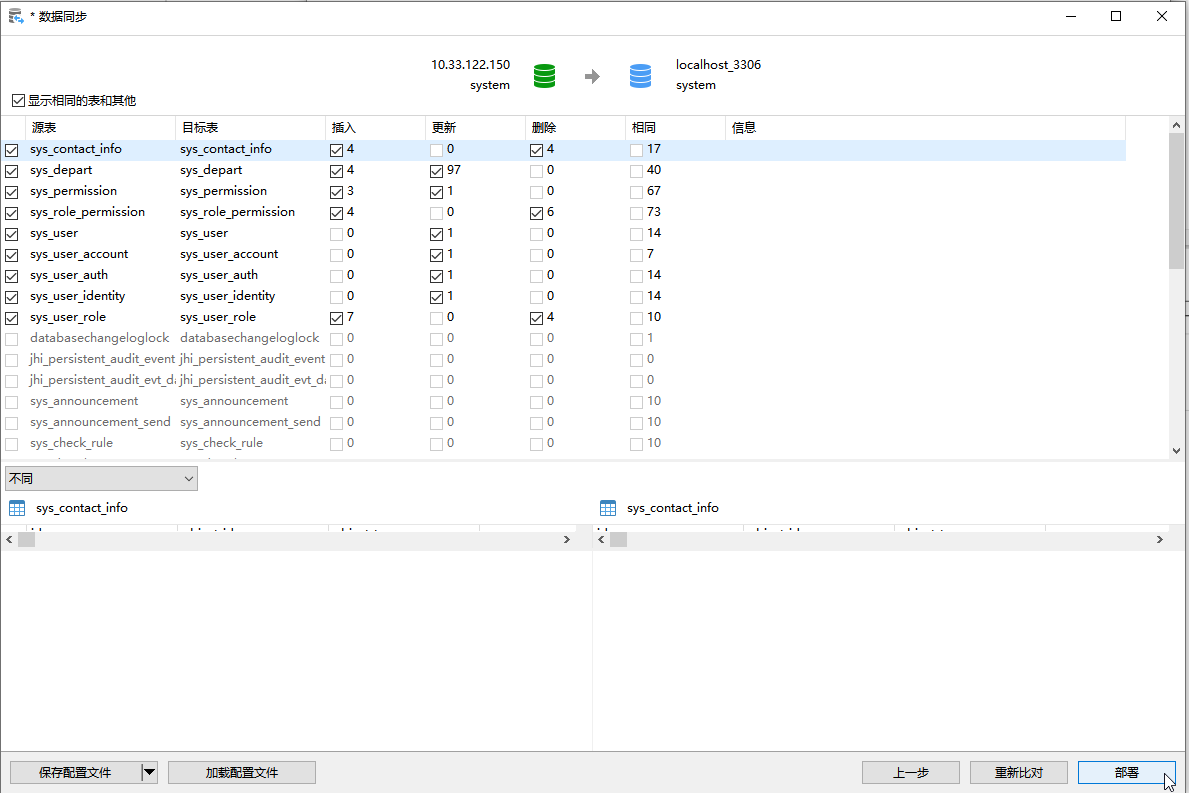 * 数据同步
10.33.122.150 localhost_3306
system system
显示相同的表和其他
源表 目标表 插入 更新 删除 相同 信息
sys_contact_info sys_contact_info 4 0 4 17
sys_depart sys_depart 4 97 0 40
sys_permission sys_permission 3 1 0 67
sys_role_permission sys_role_permission 4 0 6 73
sys_user sys_user 0 1 0 14
sys_user_account sys_user_account 0 1 0 7
sys_user_auth sys_user_auth 0 1 0 14
sys_user_identity sys_user_identity 0 1 0 14
sys_user_role sys_user_role 7 0 4 10
databasechangeloglock databasechangeloglock 0 0 0 1
jhi_persistent_audit_event jhi_persistent_audit_event 0 0 0 0
jhi_persistent_audit_evt_da jhi_persistent_audit_evt_da 0 0 0 0
sys_announcement sys_announcement 0 0 0 10
sys_announcement_send sys_announcement_send 0 0 0 10
sys_check_rule sys_check_rule 0 0 0 10
不同
sys_contact_info sys_contact_info
保存配置文件 加载配置文件 上一步 重新比对 部署